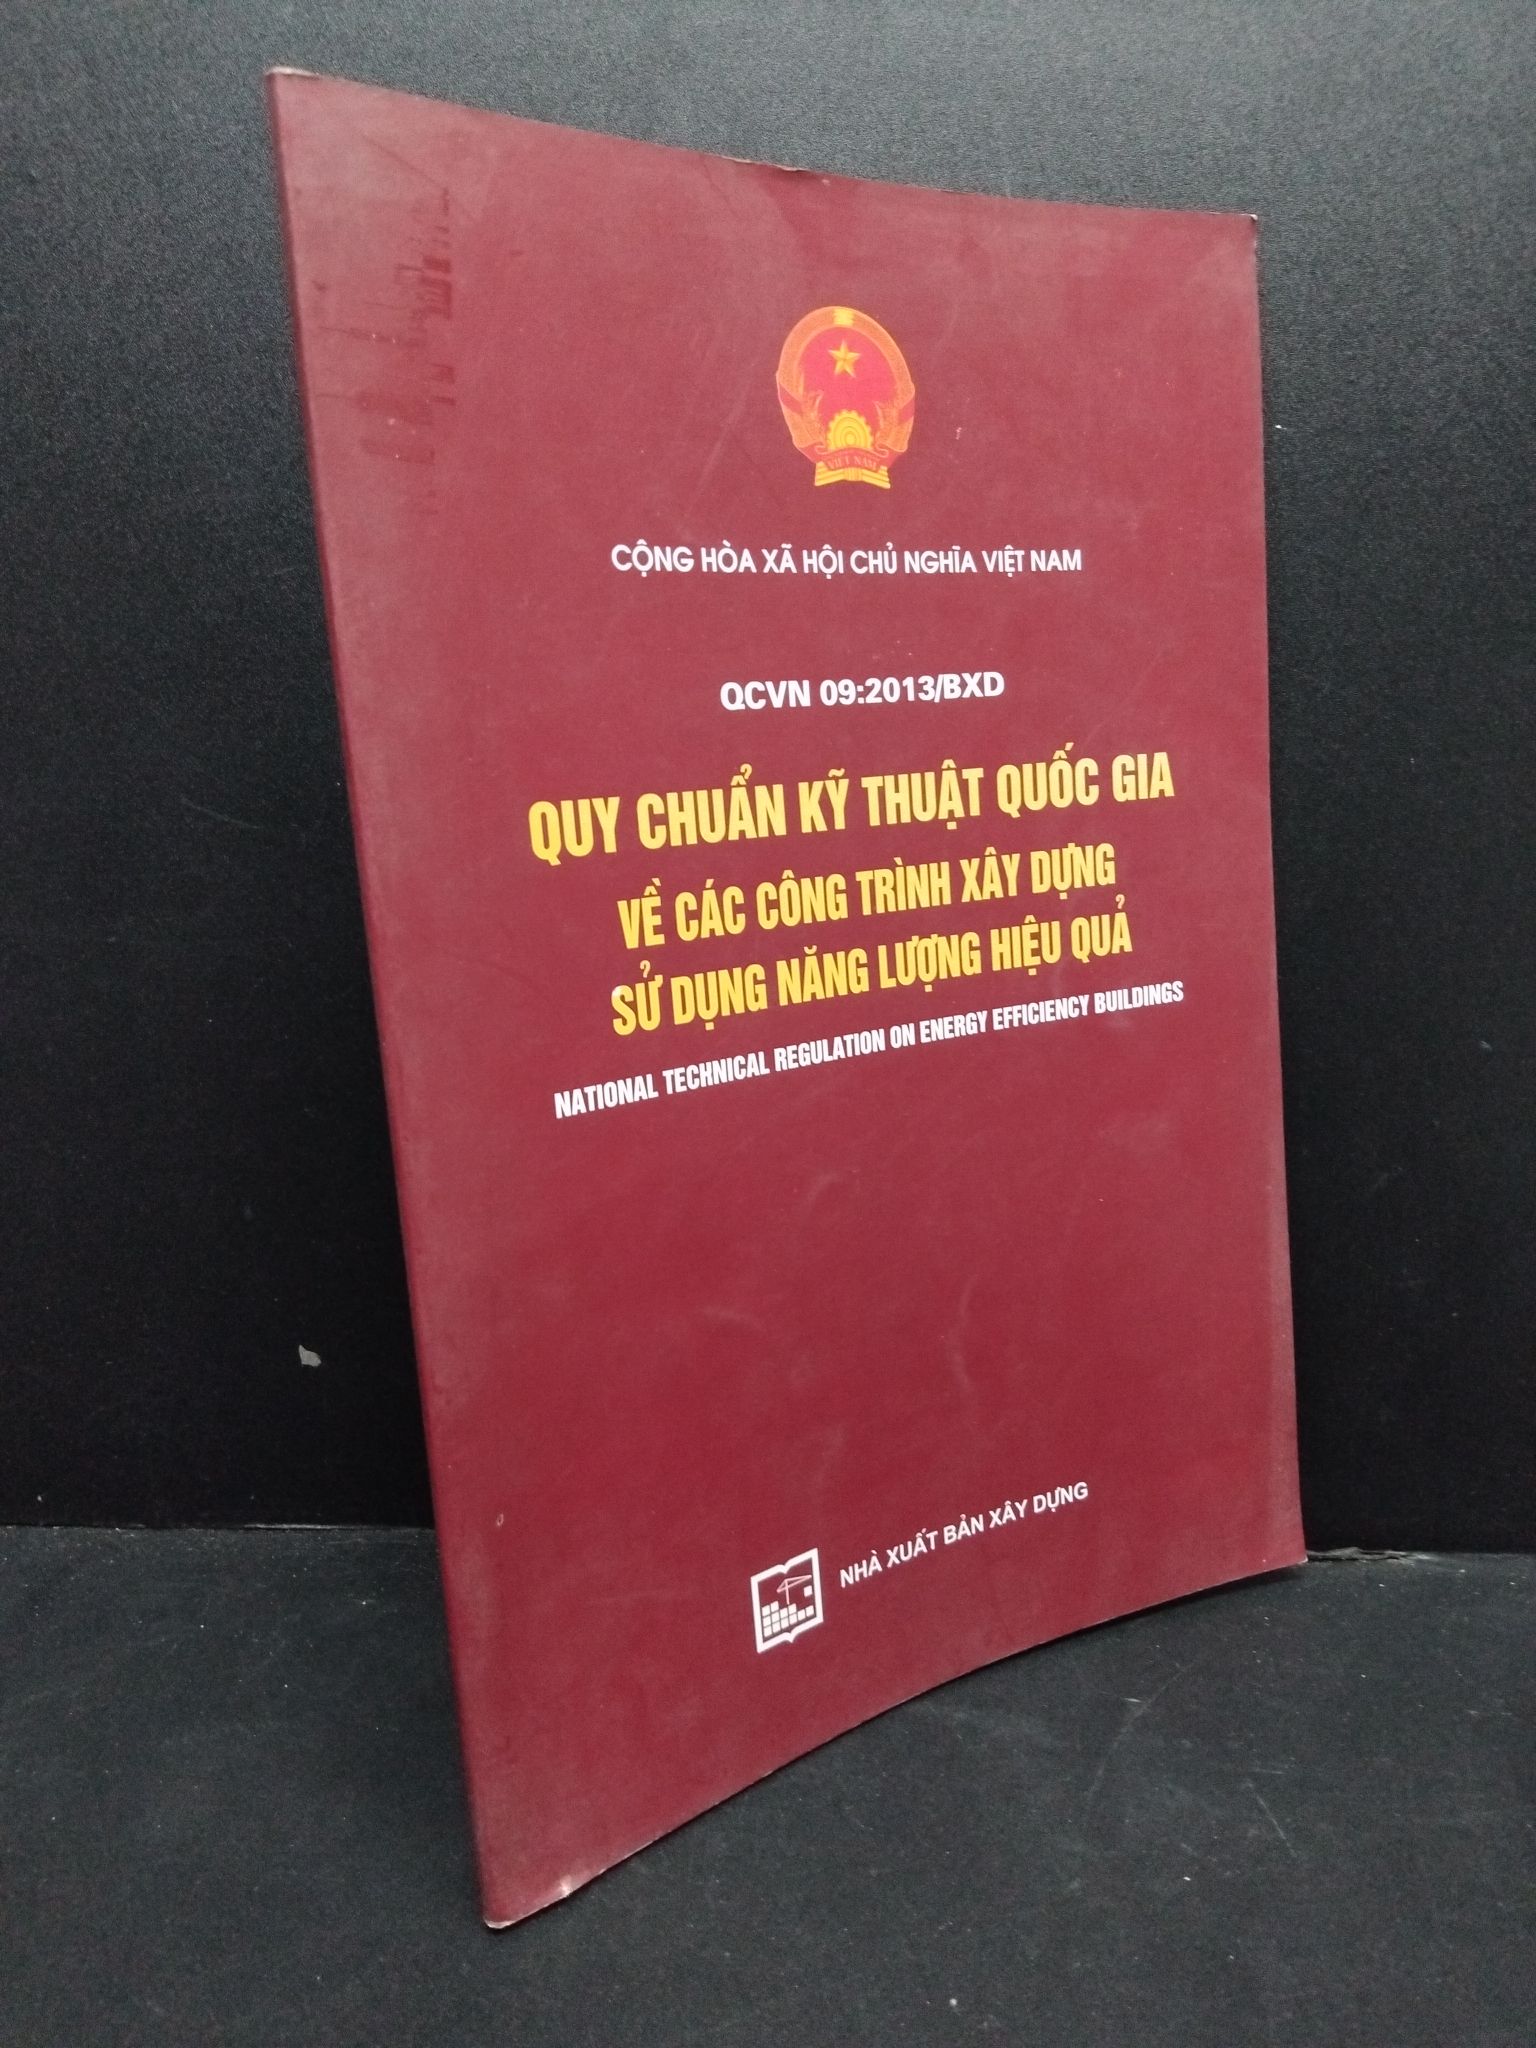 VIỆT NAM
CỘNG HÒA XÃ HỘI CHỦ NGHĨA VIỆT NAM
QCVN 09:2013/BXD
QUY CHUẨN KỸ THUẬT QUỐC GIA
VỀ CÁC CÔNG TRÌNH XÂY DỰNG
SỬ DỤNG NĂNG LƯỢNG HIỆU QUẢ
NATIONAL TECHNICAL REGULATION ON ENERGY EFFICIENCY BUILDINGS
NHÀ XUẤT BẢN XÂY DỰNG